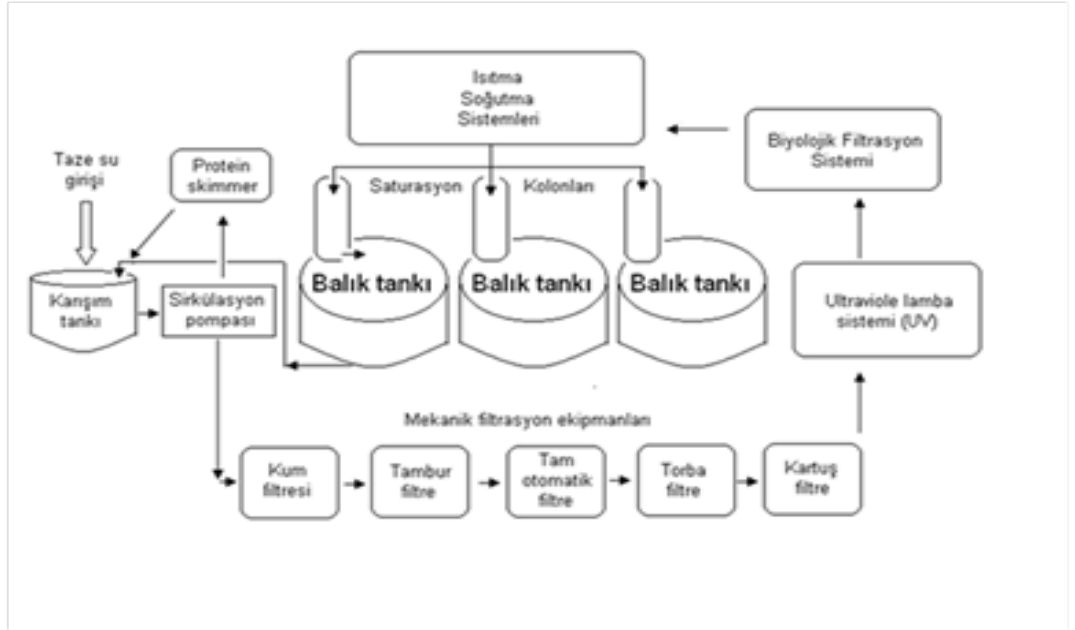 Isıtma
Soğutma
Sistemleri
Biyolojik Filtrasyon
Sistemi
Taze su
girişi
Protein
skimmer
Saturasyon
Kolonları
Balık tankı
Balık tankı
Balık tankı
Karışım
tankı
Sirkülasyon
pompası
Ultraviole lamba
sistemi (UV)
Mekanik filtrasyon ekipmanları
Kum
filtresi
Tambur
filtre
Tam
otomatik
filtre
Torba
filtre
Kartuş
filtre